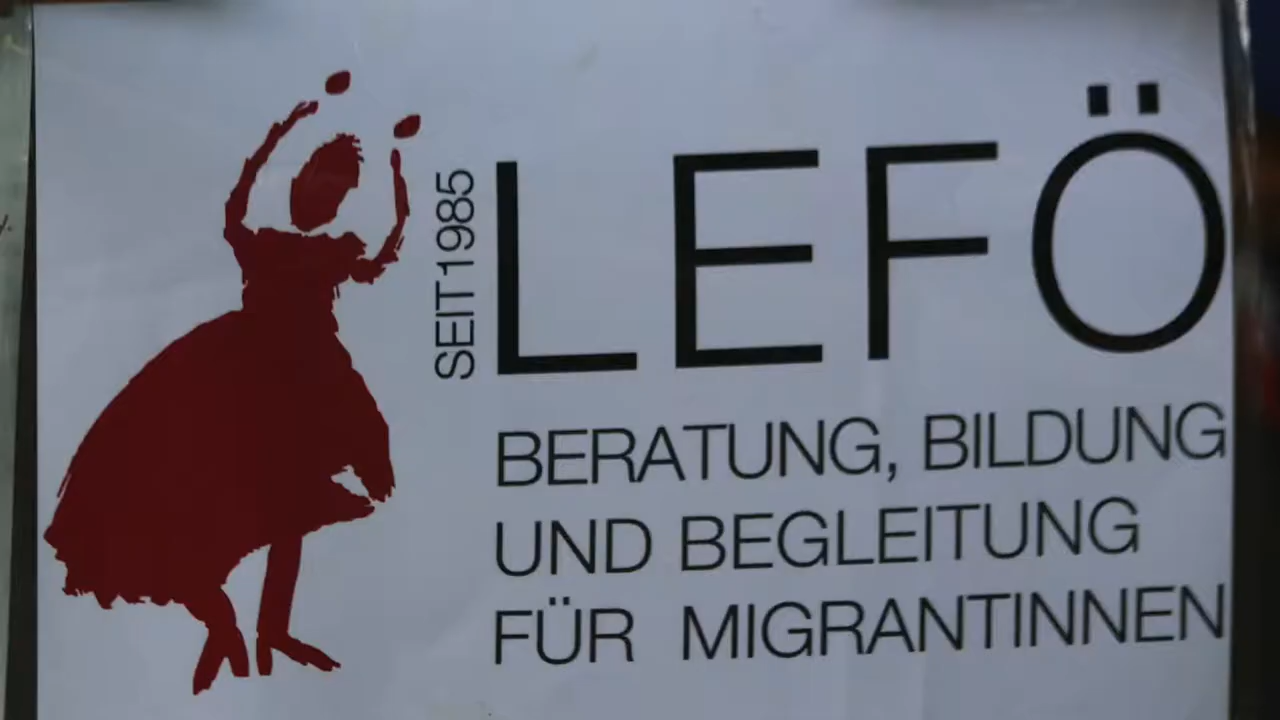 SEIT1985
LEFÖ
BERATUNG, BILDUNG
UND BEGLEITUNG
FÜR MIGRANTINNEN